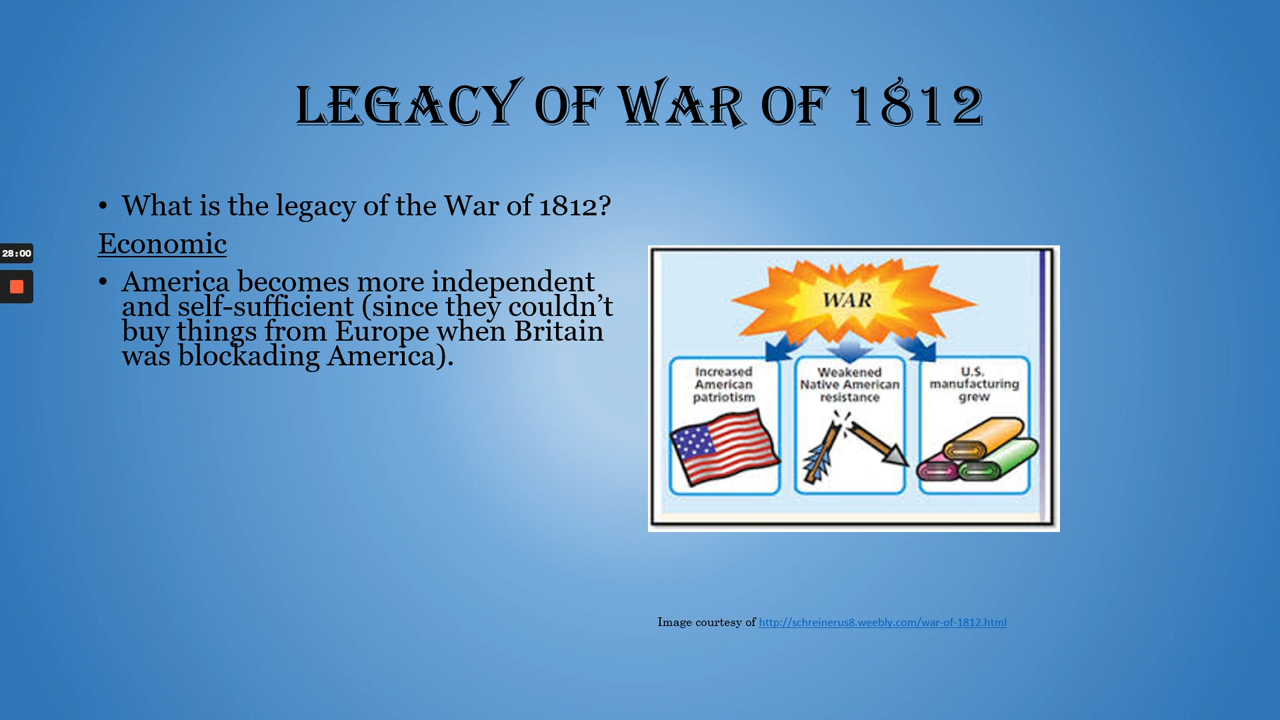 LEGACY OF WAR OF 1812
• What is the legacy of the War of 1812?
Economic
• America becomes more independent
and self-sufficient (since they couldn't
buy things from Europe when Britain
was blockading America).
28:00
WAR
Increased
American
patriotism
Weakened
Native American
resistance
U.S.
manufacturing
grew
Image courtesy of http://schreinerus8.weebly.com/war-of-1812.html